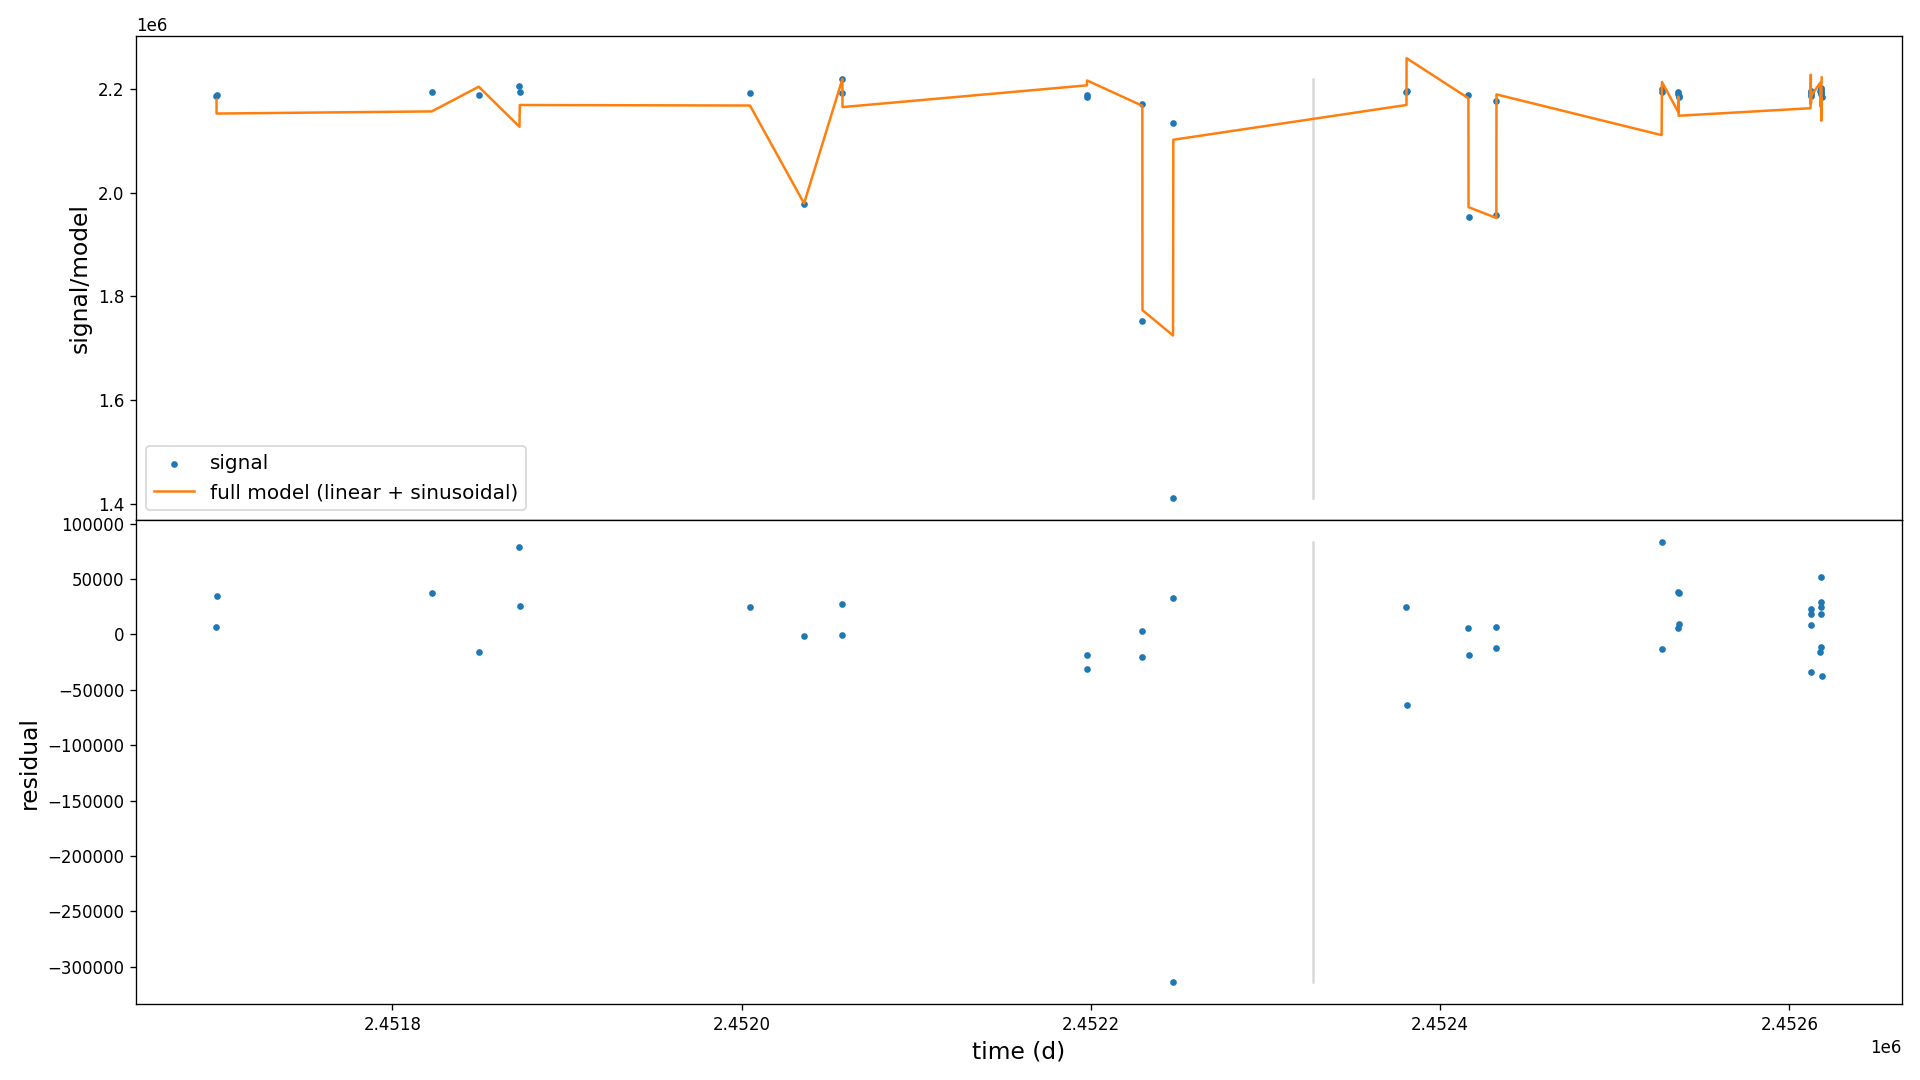 1e6
signal/model
2.2
2.0
1.8
1.6
1.4
signal
full model (linear + sinusoidal)
residual
100000
50000
0
−50000
−100000
−150000
−200000
−250000
−300000
2.4518 2.4520 2.4522 2.4524 2.4526
1e6
time (d)